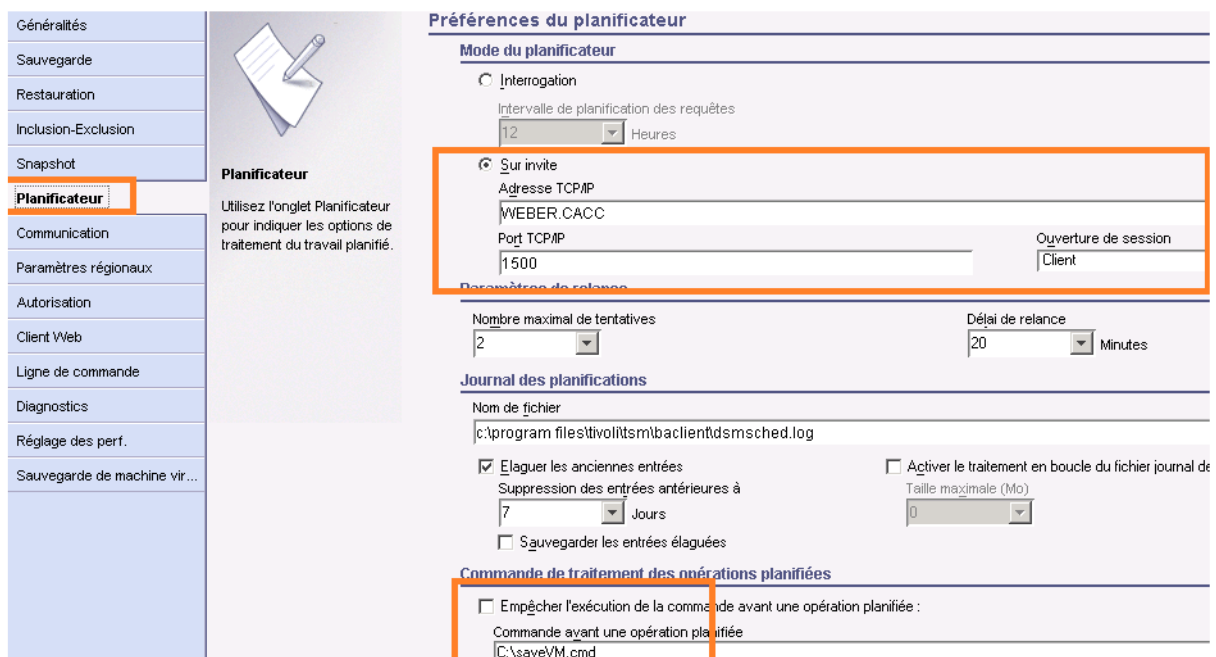 Généralités
Sauvegarde
Restauration
Inclusion-Exclusion
Snapshot
Planificateur
Communication
Paramètres régionaux
Autorisation
Client Web
Ligne de commande
Diagnostics
Réglage des perf.
Sauvegarde de machine vir...
Planificateur
Utilisez l'onglet Planificateur
pour indiquer les options de
traitement du travail planifié.
Préférences du planificateur
Mode du planificateur
Interrogation
Intervalle de planification des requêtes
12 Heures
Sur invite
Adresse TCP/IP
WEBER.CACC
Port TCP/IP Ouverture de session
1500 Client
Paramètres de relance
Nombre maximal de tentatives Délai de relance
2 20 Minutes
Journal des planifications
Nom de fichier
c:\program files\tivoli\tsm\baclient\dsmsched.log
Elaguer les anciennes entrées Activer le traitement en boucle du fichier journal de
Suppression des entrées antérieures à Taille maximale (Mo)
7 Jours 0
Sauvegarder les entrées élaguées
Commande de traitement des opérations planifiées
Empêcher l'exécution de la commande avant une opération planifiée :
Commande avant une opération planifiée
C:\saveVM.cmd